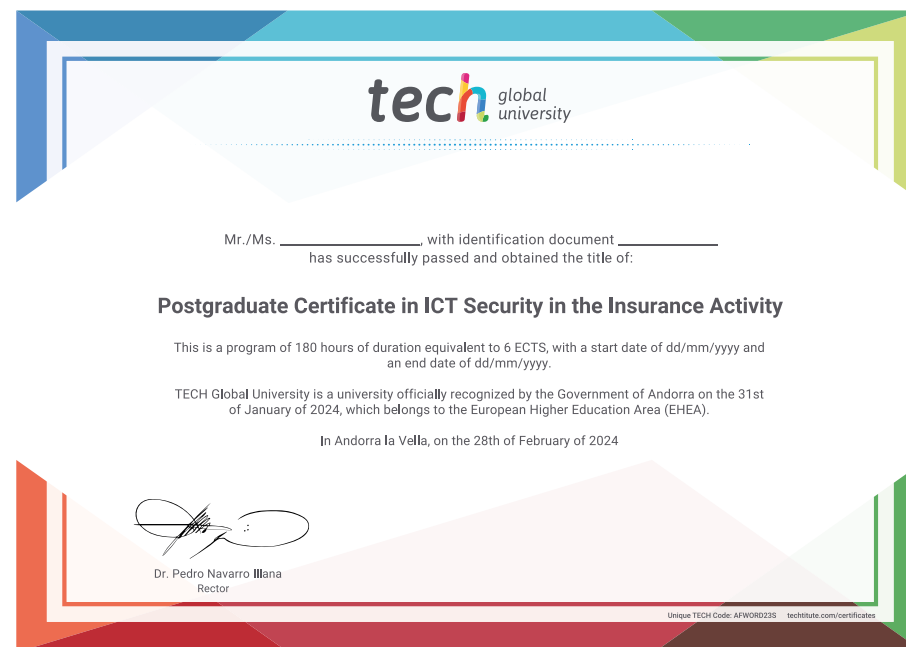 tech global
university
Mr./Ms. ____________, with identification document ____________
has successfully passed and obtained the title of:
Postgraduate Certificate in ICT Security in the Insurance Activity
This is a program of 180 hours of duration equivalent to 6 ECTS, with a start date of dd/mm/yyyy and
an end date of dd/mm/yyyy.
TECH Global University is a university officially recognized by the Government of Andorra on the 31st
of January of 2024, which belongs to the European Higher Education Area (EHEA).
In Andorra la Vella, on the 28th of February of 2024
Dr. Pedro Navarro Illana
Rector
Unique TECH Code: AFWORD23S techtitute.com/certificates